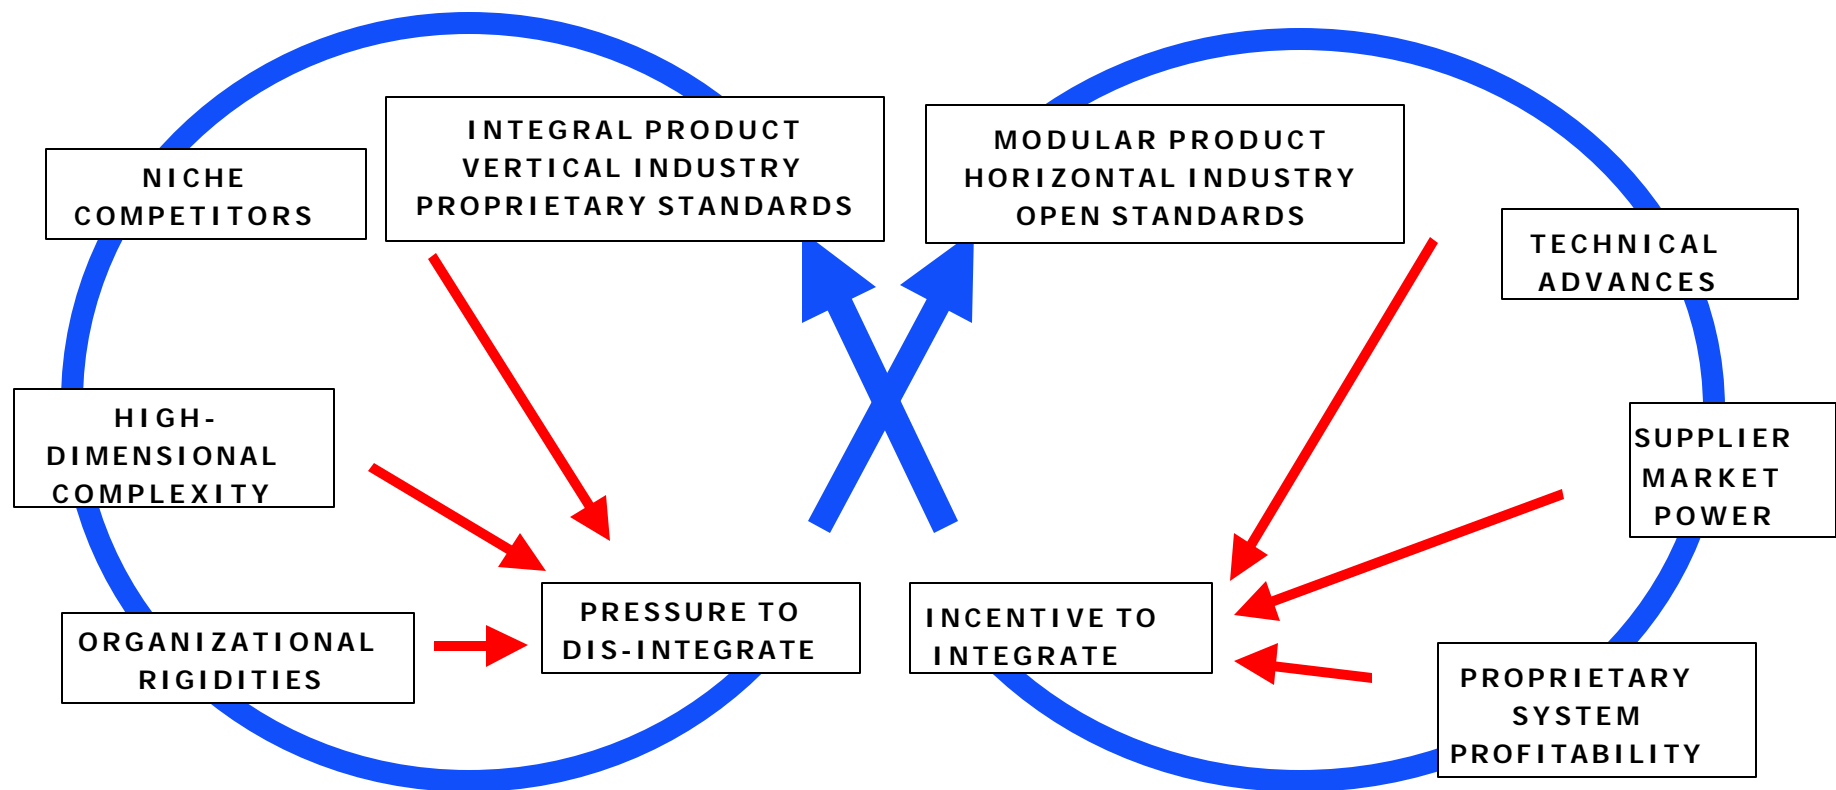 INTEGRAL PRODUCT
VERTICAL INDUSTRY
PROPRIETARY STANDARDS
MODULAR PRODUCT
HORIZONTAL INDUSTRY
OPEN STANDARDS
NICHE
COMPETITORS
TECHNICAL
ADVANCES
HIGH-
DIMENSIONAL
COMPLEXITY
SUPPLIER
MARKET
POWER
ORGANIZATIONAL
RIGIDITIES
PRESSURE TO
DIS-INTEGRATE
INCENTIVE TO
INTEGRATE
PROPRIETARY
SYSTEM
PROFITABILITY